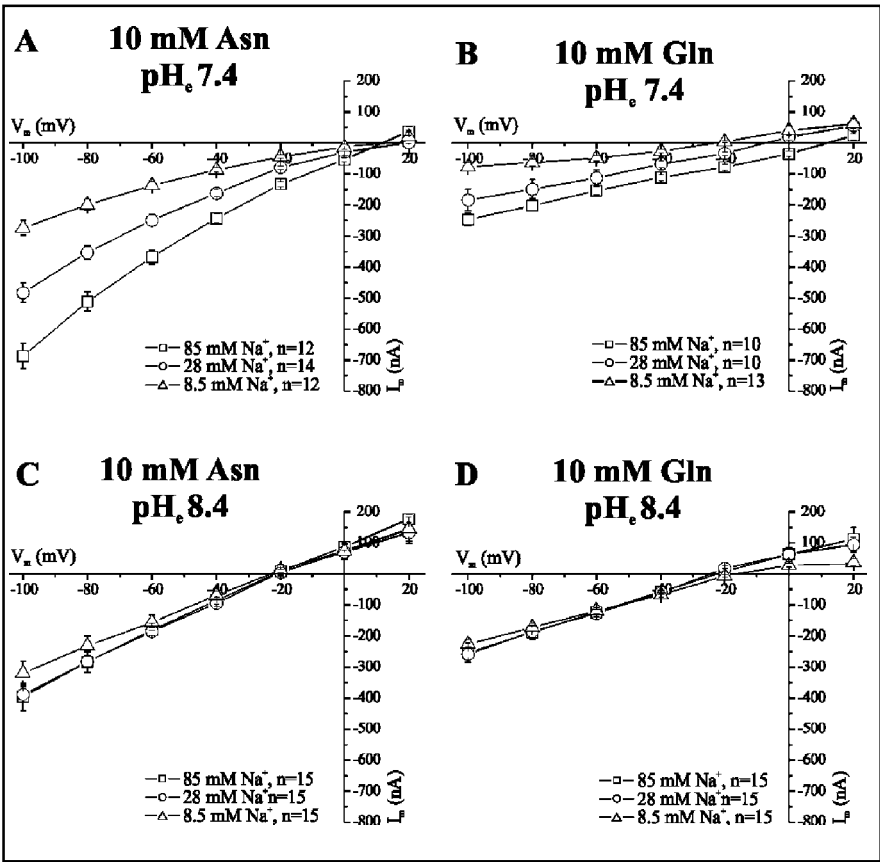 A
10 mM Asn
pHe 7.4
Vm (mV)
-100 -80 -60 -40 -20 20
200
100
-100
-200
-300
-400
-500
-600
-700
-800
(nA)
85 mM Na+, n=12
28 mM Na+, n=14
8.5 mM Na+, n=12
B
10 mM Gln
pHe 7.4
Vm (mV)
-100 -80 -60 -40 -20 20
200
100
-100
-200
-300
-400
-500
-600
-700
-800
(nA)
85 mM Na+, n=10
28 mM Na+, n=10
8.5 mM Na+, n=13
C
10 mM Asn
pHe 8.4
Vm (mV)
-100 -80 -60 -40 -20 20
200
100
-100
-200
-300
-400
-500
-600
-700
-800
(nA)
85 mM Na+, n=15
28 mM Na+n=15
8.5 mM Na+, n=15
D
10 mM Gln
pHe 8.4
Vm (mV)
-100 -80 -60 -40 -20 0 20
200
100
-100
-200
-300
-400
-500
-600
-700
-800
(nA)
85 mM Na+, n=15
28 mM Na+n=15
8.5 mM Na+, n=15